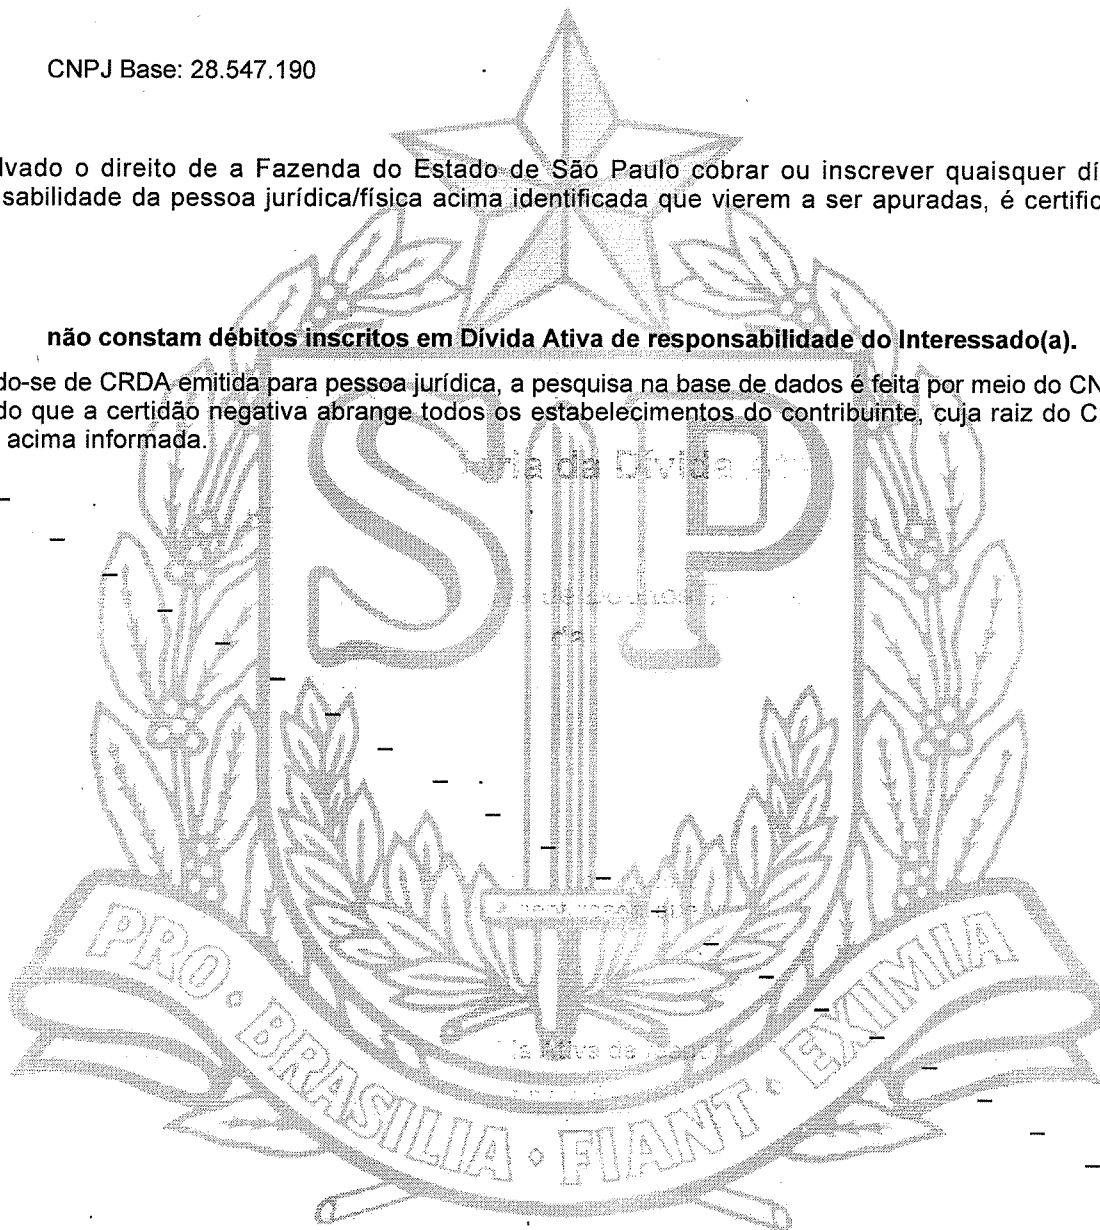 CNPJ Base: 28.547.190
lvado o direito de a Fazenda do Estado de São Paulo cobrar ou inscrever quaisquer dí
sabilidade da pessoa jurídica/física acima identificada que vierem a ser apuradas, é certific
não constam débitos inscritos em Dívida Ativa de responsabilidade do Interessado(a).
do-se de CRDA emitida para pessoa jurídica, a pesquisa na base de dados é feita por meio do CN
do que a certidão negativa abrange todos os estabelecimentos do contribuinte, cuja raiz do C
acima informada.
SP
ria da Dívida
PRO BRASILIA FIANT EXIMIA